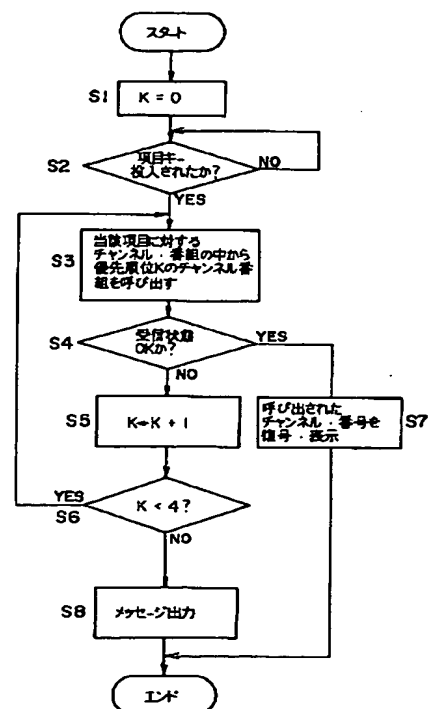 スタート
S1
K = 0
S2
項目キー
投入されたか?
NO
YES
S3
当該項目に対する
チャンネル・番組の中から
優先順位Kのチャンネル番
組を呼び出す
S4
受信状態
OKか?
YES
NO
S5
K←K + 1
S7
呼び出された
チャンネル・番号を
復号・表示
YES
S6
K < 4?
NO
S8
メッセージ出力
エンド